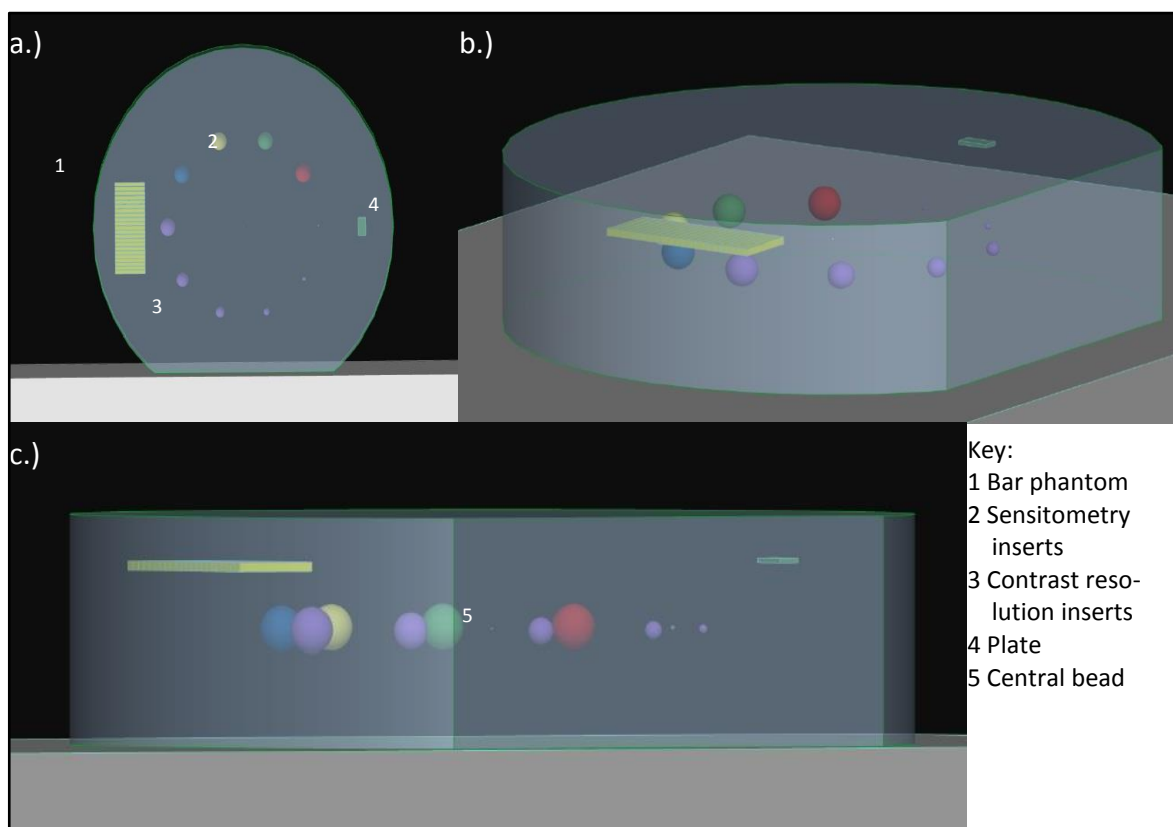 a.)
b.)
2
1
4
3
c.)
5
Key:
1 Bar phantom
2 Sensitometry
inserts
3 Contrast reso-
lution inserts
4 Plate
5 Central bead